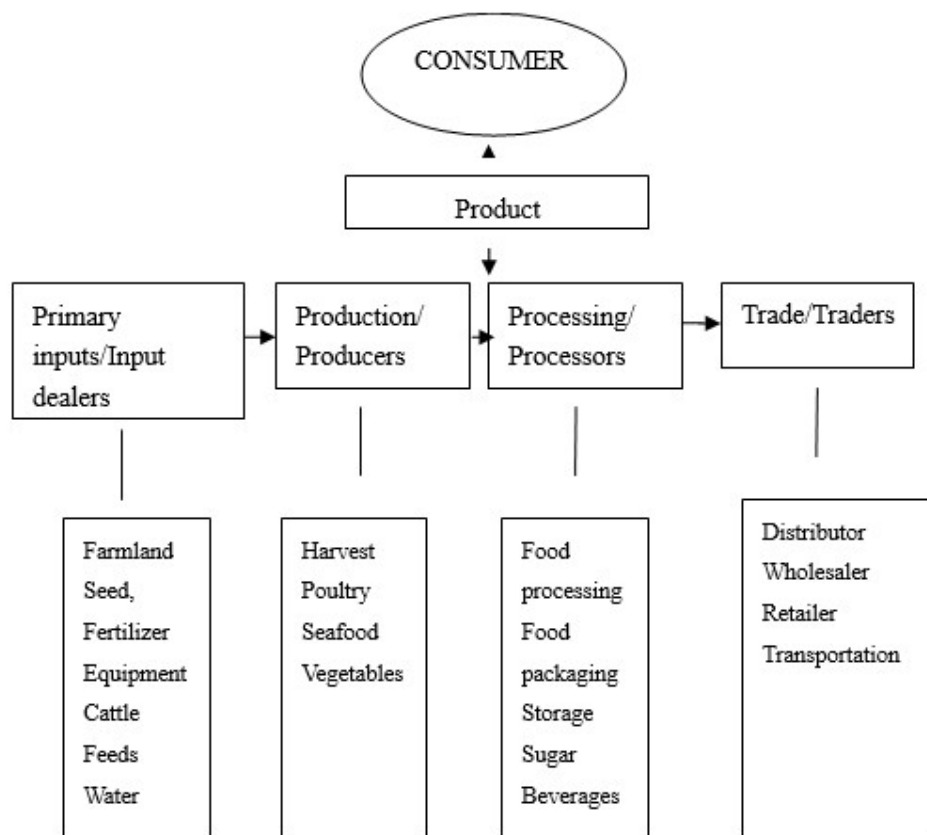 CONSUMER
Product
Primary
inputs/Input
dealers
Production/
Producers
Processing/
Processors
Trade/Traders
Farmland
Seed,
Fertilizer
Equipment
Cattle
Feeds
Water
Harvest
Poultry
Seafood
Vegetables
Food
processing
Food
packaging
Storage
Sugar
Beverages
Distributor
Wholesaler
Retailer
Transportation